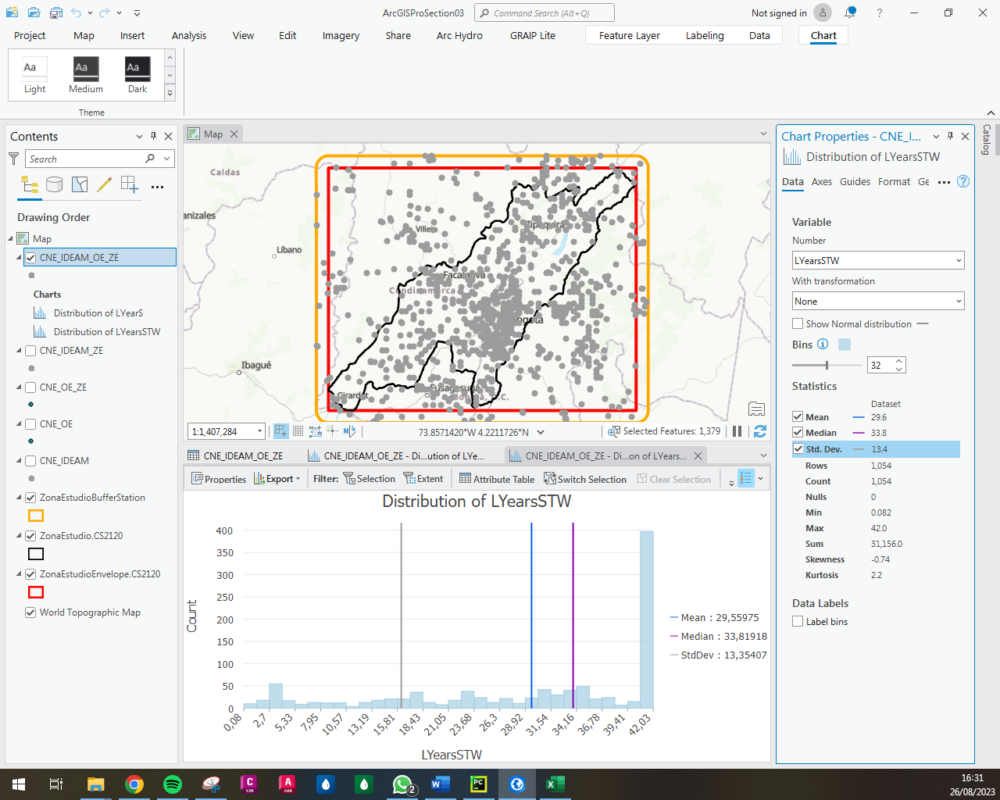 ArcGISProSection03
Command Search (Alt+Q)
Not signed in
?
Project
Map
Insert
Analysis
View
Edit
Imagery
Share
Arc Hydro
GRAIP Lite
Feature Layer
Labeling
Data
Chart
Aa
Aa
Aa
Light
Medium
Dark
Theme
Contents
Search
Drawing Order
Map
CNE_IDEAM_OE_ZE
Charts
Distribution of LYearS
Distribution of LYearsSTW
CNE_IDEAM_ZE
CNE_OE_ZE
CNE_OE
CNE_IDEAM
ZonaEstudioBufferStation
ZonaEstudio.CS2120
ZonaEstudioEnvelope.CS2120
World Topographic Map
Map
Caldas
anizales
Líbano
Ibagué
Villeta
Zipaquirá
Facatativá
Cundinamarca
ogotá
Fusagasugá
Girardot
1:1,407,284
73.8571420°W 4.2211726°N
Selected Features: 1,379
CNE_IDEAM_OE_ZE
CNE_IDEAM_OE_ZE - Di...ution of LYe...
CNE_IDEAM_OE_ZE - Di...on of LYears...
Properties
Export
Filter:
Selection
Extent
Attribute Table
Switch Selection
Clear Selection
Distribution of LYearsSTW
Count
400
350
300
250
200
150
100
50
0
0,08
2,7
5,33
7,95
10,57
13,19
15,81
18,43
21,05
23,68
26,3
28,92
31,54
34,16
36,78
39,41
42,03
LYearsSTW
Mean : 29,55975
Median : 33,81918
StdDev : 13,35407
Chart Properties - CNE_I...
Distribution of LYearsSTW
Data
Axes
Guides
Format
Ge
?
Variable
Number
LYearsSTW
With transformation
None
Show Normal distribution
Bins
32
Statistics
Dataset
Mean 29.6
Median 33.8
Std. Dev. 13.4
Rows 1,054
Count 1,054
Nulls 0
Min 0.082
Max 42.0
Sum 31,156.0
Skewness -0.74
Kurtosis 2.2
Data Labels
Label bins
Catalog
C
C3D
A
CAD
2
W
PC
X
16:31
26/08/2023